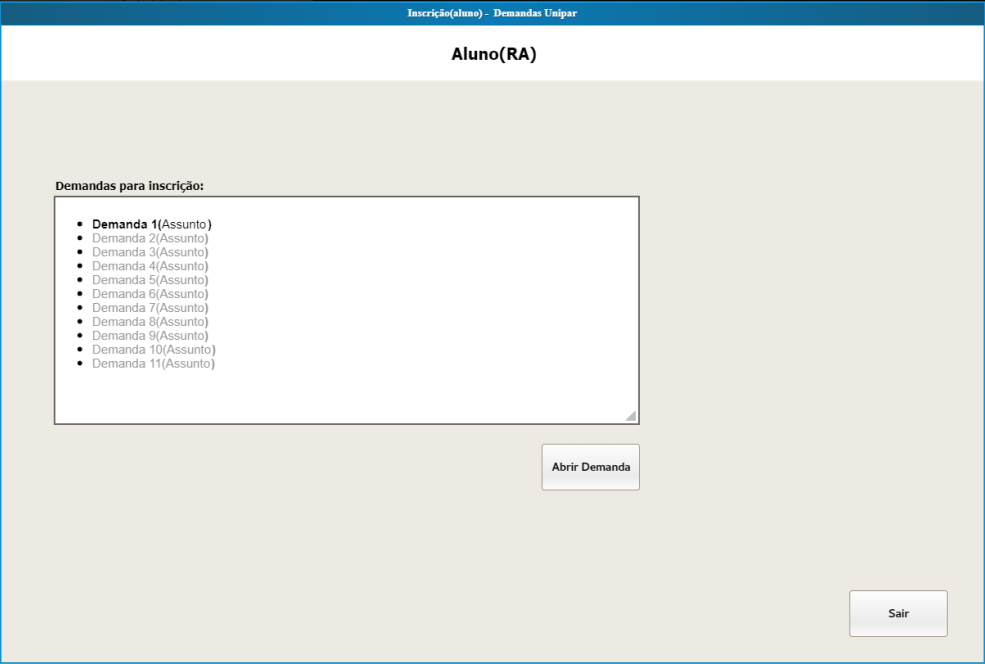 Inscrição(aluno) - Demandas Unipar
Aluno(RA)
Demandas para inscrição:
Demanda 1(Assunto)
Demanda 2(Assunto)
Demanda 3(Assunto)
Demanda 4(Assunto)
Demanda 5(Assunto)
Demanda 6(Assunto)
Demanda 7(Assunto)
Demanda 8(Assunto)
Demanda 9(Assunto)
Demanda 10(Assunto)
Demanda 11(Assunto)
Abrir Demanda
Sair